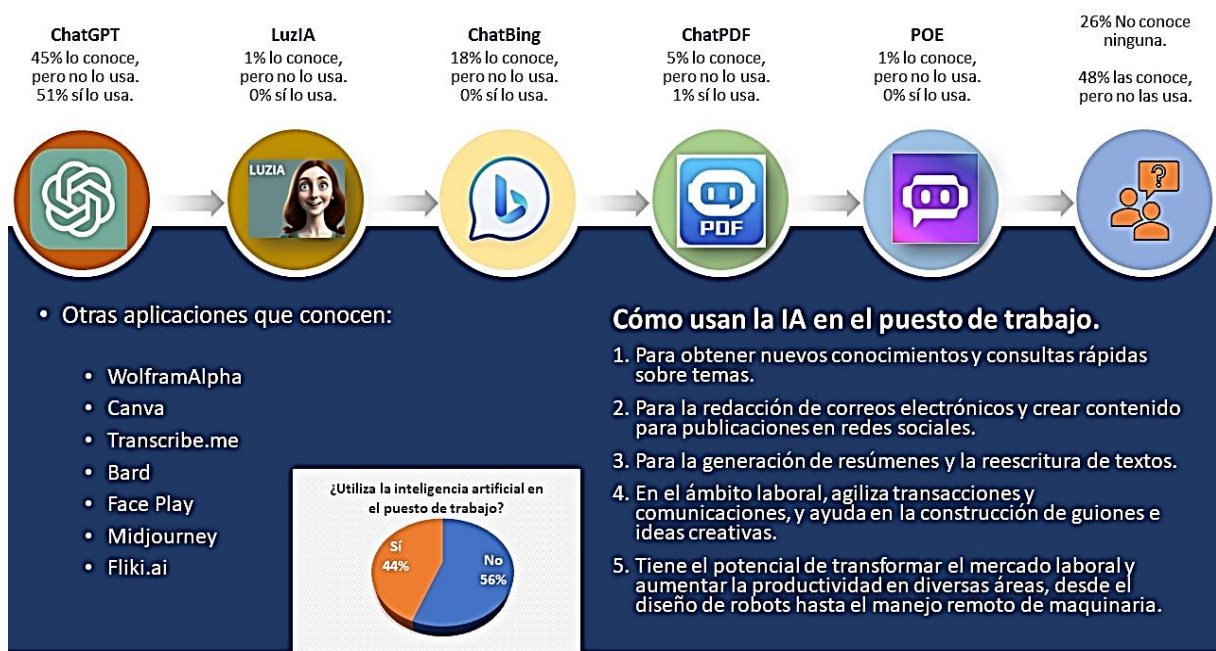 ChatGPT
45% lo conoce,
pero no lo usa.
51% sí lo usa.
LuzIA
1% lo conoce,
pero no lo usa.
0% sí lo usa.
ChatBing
18% lo conoce,
pero no lo usa.
0% sí lo usa.
ChatPDF
5% lo conoce,
pero no lo usa.
1% sí lo usa.
POE
1% lo conoce,
pero no lo usa.
0% sí lo usa.
26% No conoce
ninguna.
48% las conoce,
pero no las usa.
LUZIA
PDF
?
• Otras aplicaciones que conocen:
• WolframAlpha
• Canva
• Transcribe.me
• Bard
• Face Play
• Midjourney
• Fliki.ai
¿Utiliza la inteligencia artificial en
el puesto de trabajo?
Sí
44%
No
56%
Cómo usan la IA en el puesto de trabajo.
1. Para obtener nuevos conocimientos y consultas rápidas
sobre temas.
2. Para la redacción de correos electrónicos y crear contenido
para publicaciones en redes sociales.
3. Para la generación de resúmenes y la reescritura de textos.
4. En el ámbito laboral, agiliza transacciones y
comunicaciones, y ayuda en la construcción de guiones e
ideas creativas.
5. Tiene el potencial de transformar el mercado laboral y
aumentar la productividad en diversas áreas, desde el
diseño de robots hasta el manejo remoto de maquinaria.